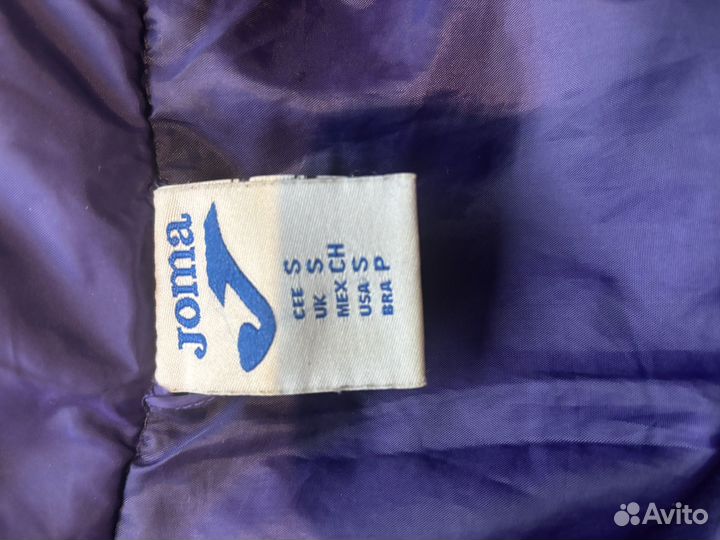 Joma
CEE S
UK S
MEX CH
USA S
BRA P
Avito